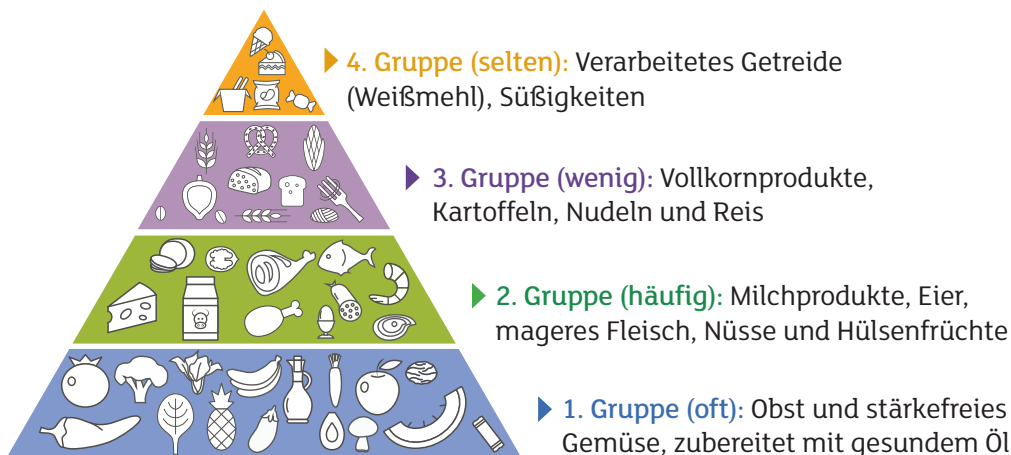 4. Gruppe (selten): Verarbeitetes Getreide
(Weißmehl), Süßigkeiten
3. Gruppe (wenig): Vollkornprodukte,
Kartoffeln, Nudeln und Reis
2. Gruppe (häufig): Milchprodukte, Eier,
mageres Fleisch, Nüsse und Hülsenfrüchte
1. Gruppe (oft): Obst und stärkefreies
Gemüse, zubereitet mit gesundem Öl